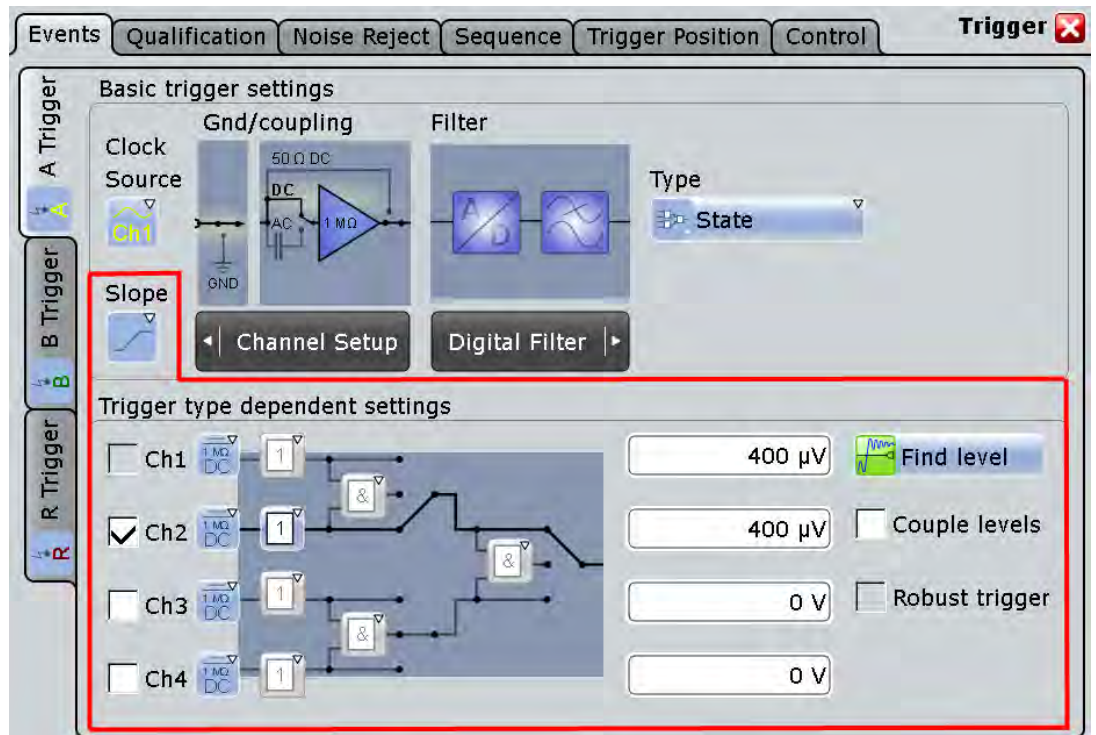 Events Qualification Noise Reject Sequence Trigger Position Control Trigger
A Trigger
A
B Trigger
B
R Trigger
R
Basic trigger settings
Clock
Source
Ch1
Gnd/coupling
50 Ω DC
DC
AC
1 MΩ
GND
Filter
A
D
Type
State
Slope
Channel Setup
Digital Filter
Trigger type dependent settings
Ch1 1 MΩ DC 1 400 µV Find level
&
Ch2 1 MΩ DC 1 400 µV Couple levels
&
Ch3 1 MΩ DC 1 0 V Robust trigger
&
Ch4 1 MΩ DC 1 0 V